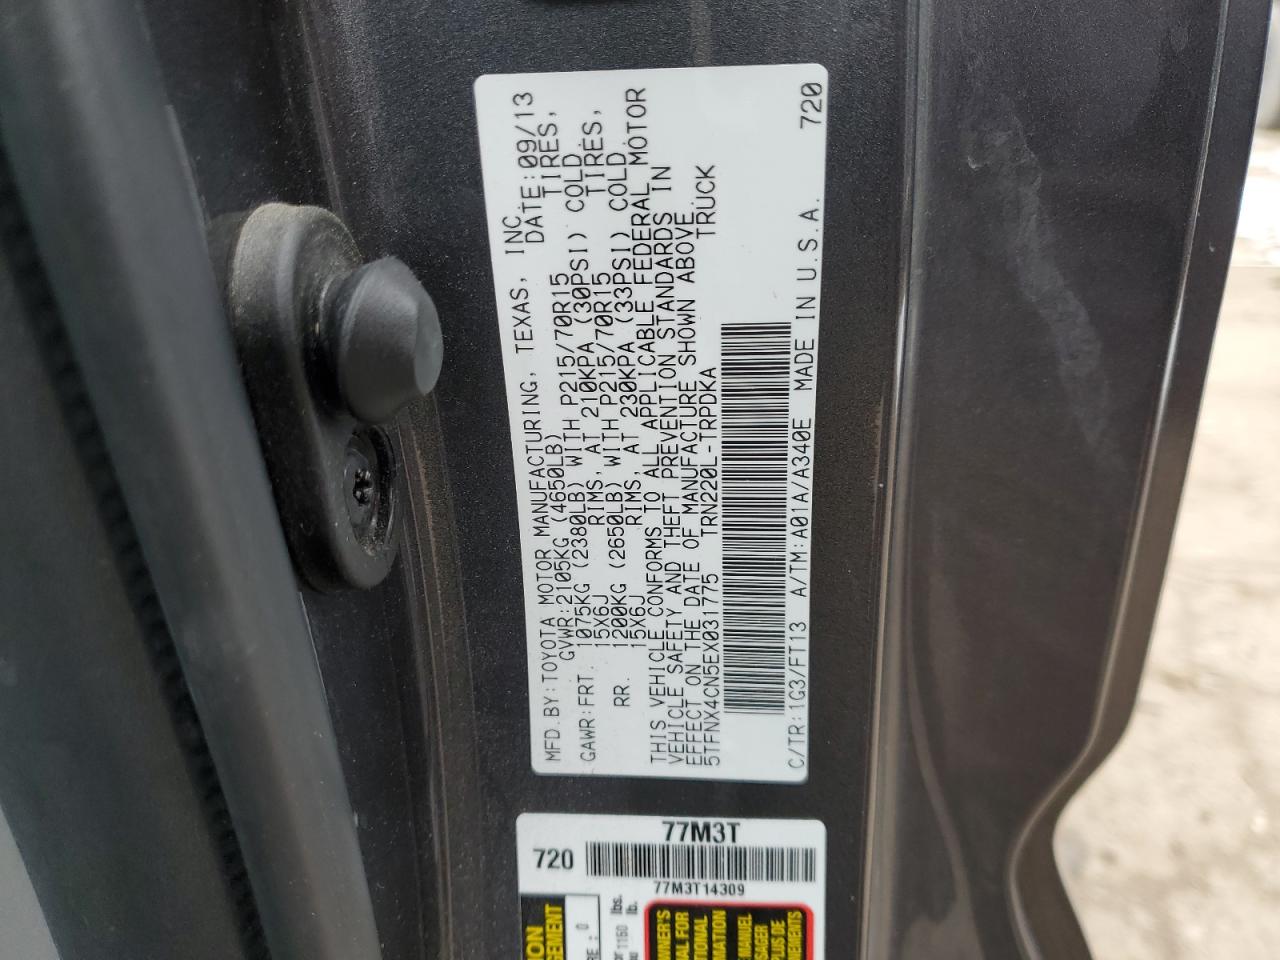 MFD.BY:TOYOTA MOTOR MANUFACTURING, TEXAS, INC.
GVWR:2105KG (4650LB) DATE:09/13
GAWR:FRT. 1075KG (2380LB) WITH P215/70R15 TIRES,
15X6J RIMS, AT 210KPA (30PSI) COLD.
RR. 1200KG (2650LB) WITH P215/70R15 TIRES,
15X6J RIMS, AT 230KPA (33PSI) COLD
THIS VEHICLE CONFORMS TO ALL APPLICABLE FEDERAL MOTOR
VEHICLE SAFETY AND THEFT PREVENTION STANDARDS IN
EFFECT ON THE DATE OF MANUFACTURE SHOWN ABOVE.
5TFNX4CN5EX031775 TRN220L-TRPDKA TRUCK
C/TR:1G3/FT13 A/TM:A01A/A340E MADE IN U.S.A. 720
77M3T
720
77M3T14309
1160 lbs.
lb.